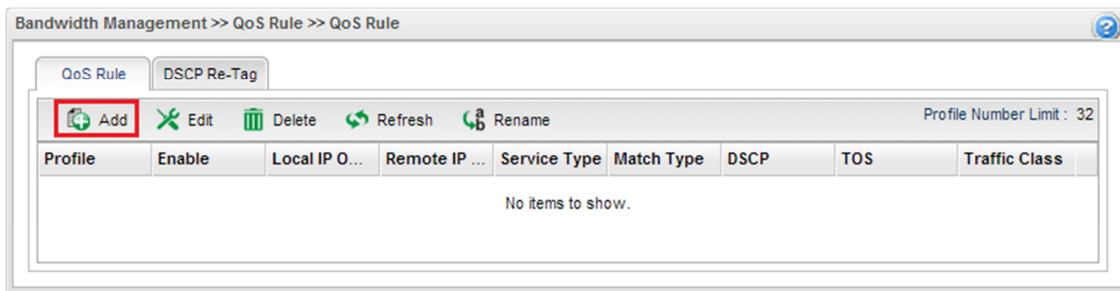 Bandwidth Management >> QoS Rule >> QoS Rule
?
QoS Rule DSCP Re-Tag
Add Edit Delete Refresh Rename Profile Number Limit : 32
Profile Enable Local IP O... Remote IP ... Service Type Match Type DSCP TOS Traffic Class
No items to show.